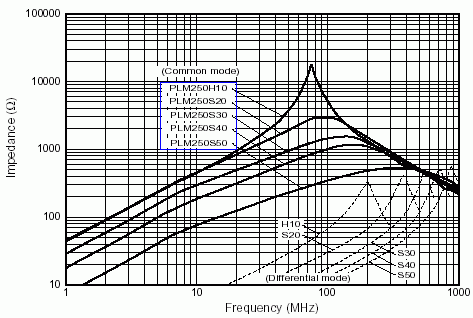 100000
10000
1000
100
10
Impedance (Ω)
(Common mode)
PLM250H10
PLM250S20
PLM250S30
PLM250S40
PLM250S50
H10
S20
S30
S40
S50
(Differential mode)
1
10
100
1000
Frequency (MHz)